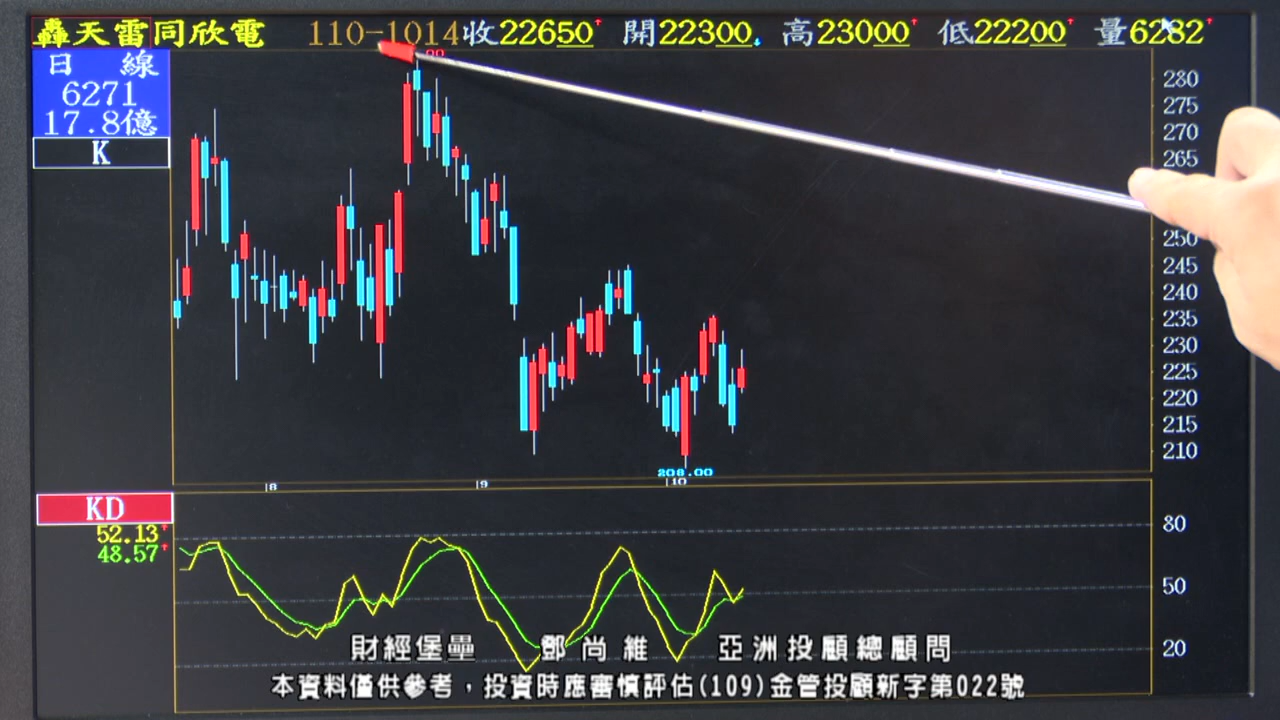 轟天雷同欣電 110-1014收22650 開22300 高23000 低22200 量6282
日 線
6271
17.8億
K
280
275
270
265
250
245
240
235
230
225
220
215
210
208.00
8 9 10
KD
52.13
48.57
80
50
20
財經堡壘 鄧尚維 亞洲投顧總顧問
本資料僅供參考，投資時應審慎評估(109)金管投顧新字第022號